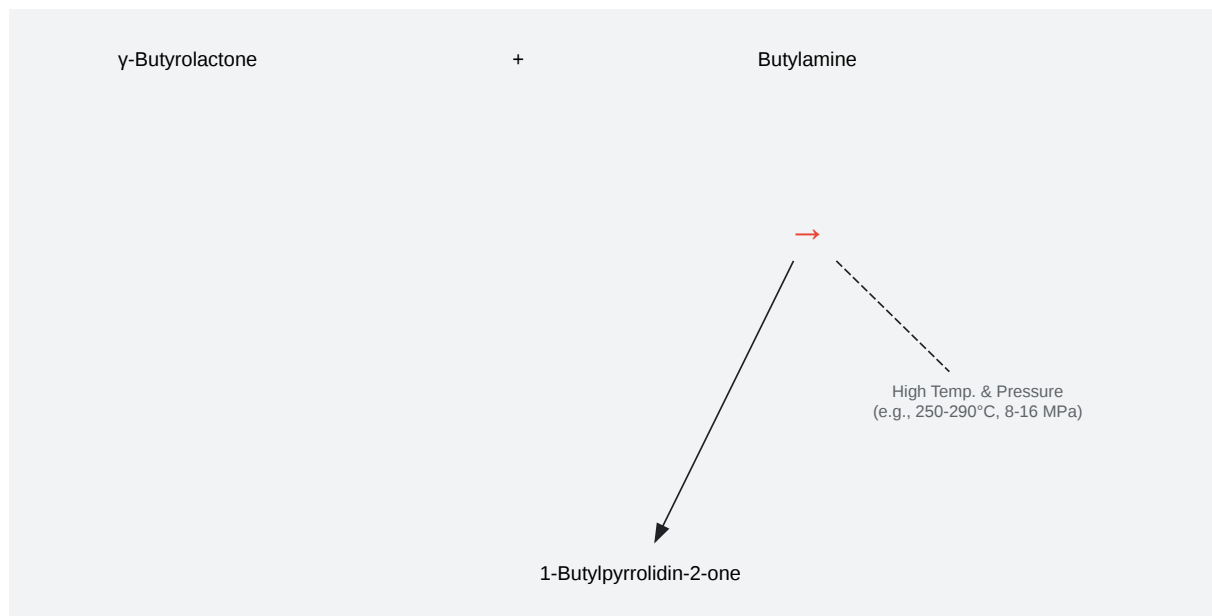 γ-Butyrolactone + Butylamine
→
High Temp. & Pressure
(e.g., 250-290°C, 8-16 MPa)
1-Butylpyrrolidin-2-one